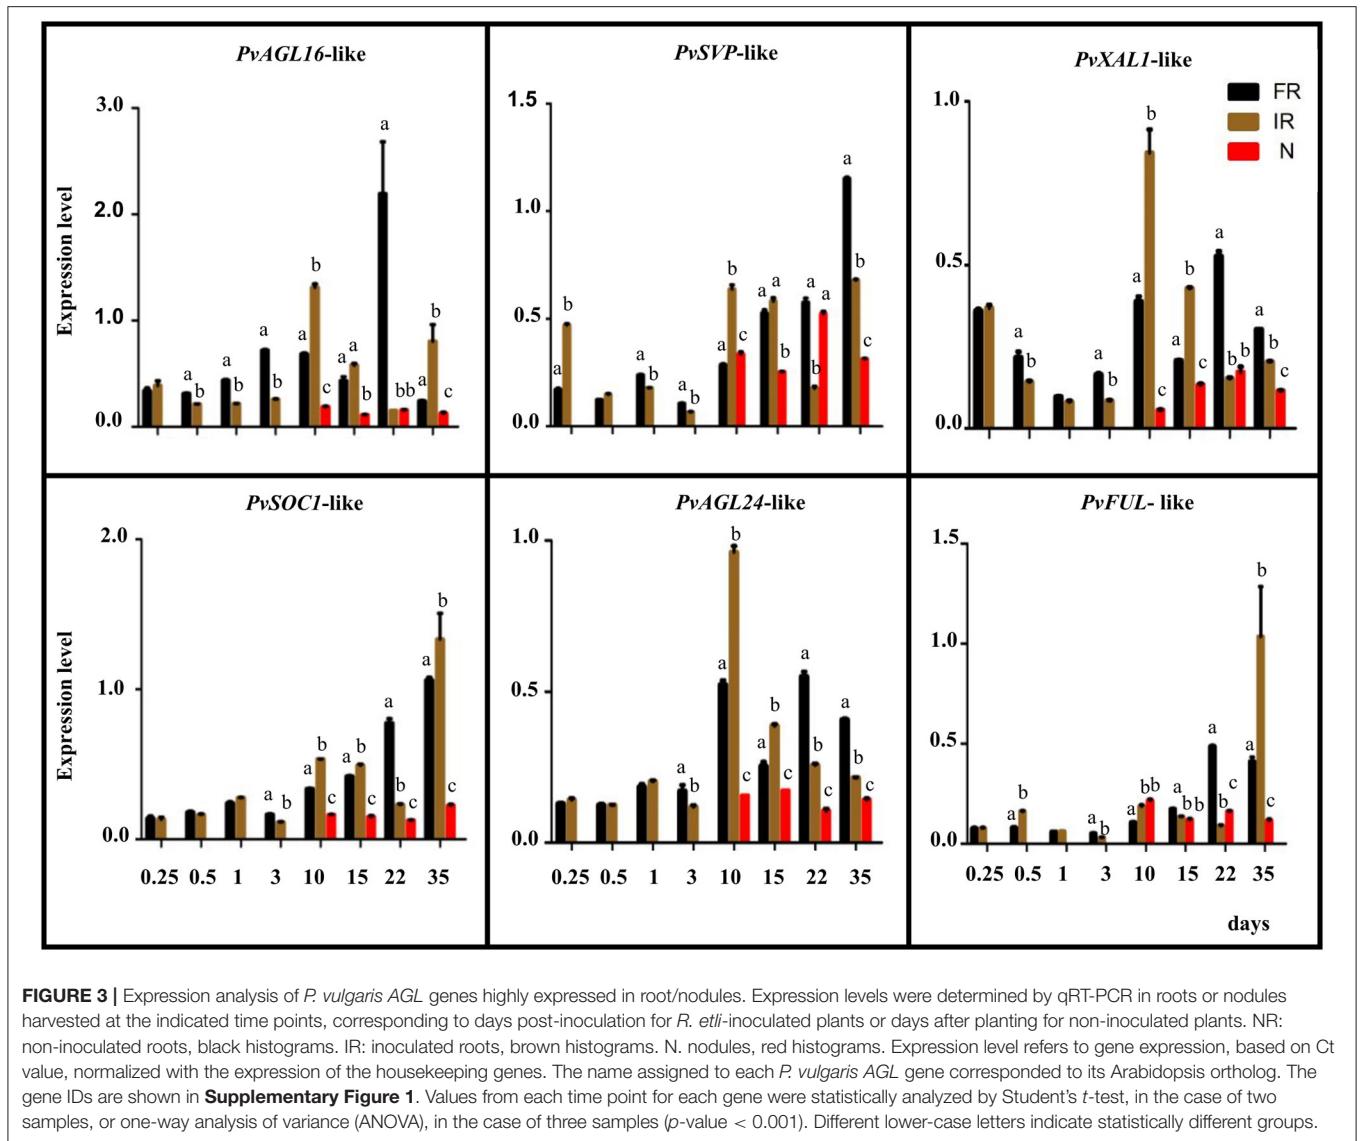 PvAGL16-like
PvSVP-like
PvXAL1-like
FR
IR
N
Expression level
3.0
2.0
1.0
0.0
a b a b a b a b c a a b a b b a b c
1.5
1.0
0.5
0.0
a b a b a b a b c a a b a b a a b c
1.0
0.5
0.0
a b a b a b c a b c a b b a b c
PvSOC1-like
PvAGL24-like
PvFUL- like
Expression level
2.0
1.0
0.0
a b a b c a b c a b c a b c
0.25 0.5 1 3 10 15 22 35
1.0
0.5
0.0
a b a b c a b c a b c a b c
0.25 0.5 1 3 10 15 22 35
1.5
1.0
0.5
0.0
a b a b a b b a b b a b c a b c
0.25 0.5 1 3 10 15 22 35
days
FIGURE 3 | Expression analysis of P. vulgaris AGL genes highly expressed in root/nodules. Expression levels were determined by qRT-PCR in roots or nodules
harvested at the indicated time points, corresponding to days post-inoculation for R. etli-inoculated plants or days after planting for non-inoculated plants. NR:
non-inoculated roots, black histograms. IR: inoculated roots, brown histograms. N. nodules, red histograms. Expression level refers to gene expression, based on Ct
value, normalized with the expression of the housekeeping genes. The name assigned to each P. vulgaris AGL gene corresponded to its Arabidopsis ortholog. The
gene IDs are shown in Supplementary Figure 1. Values from each time point for each gene were statistically analyzed by Student's t-test, in the case of two
samples, or one-way analysis of variance (ANOVA), in the case of three samples (p-value < 0.001). Different lower-case letters indicate statistically different groups.